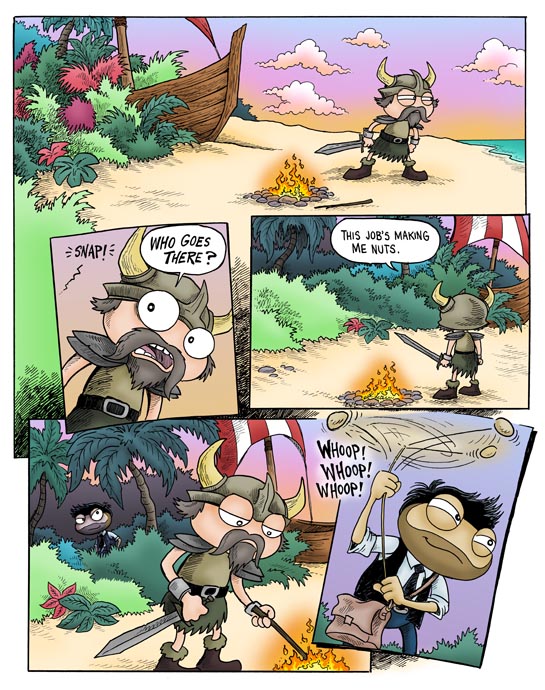 SNAP!
WHO GOES
THERE?
THIS JOB'S MAKING
ME NUTS.
WHOOP!
WHOOP!
WHOOP!